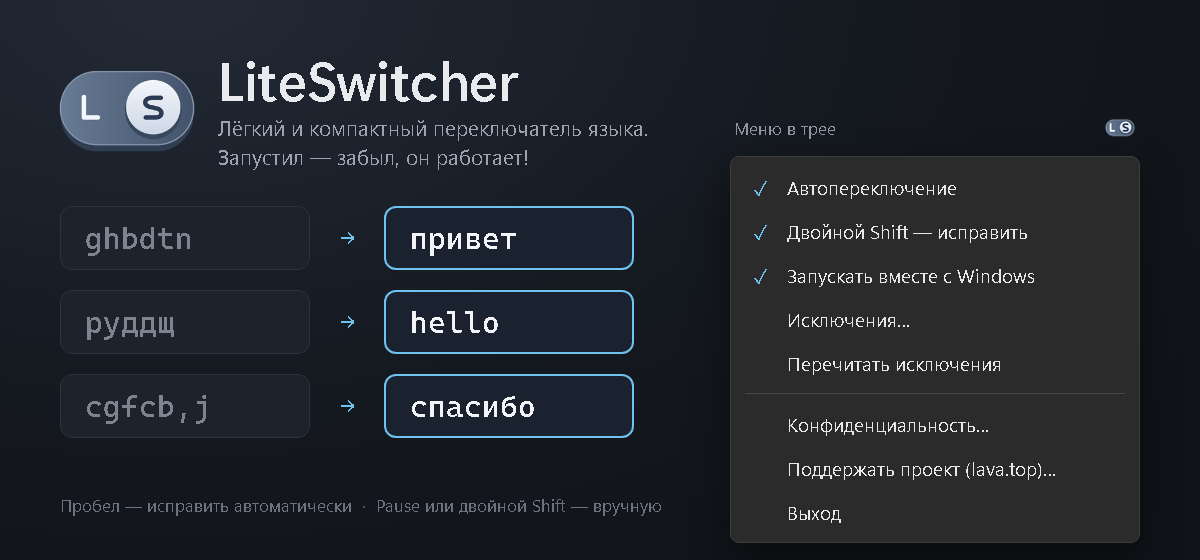 L S
LiteSwitcher
Лёгкий и компактный переключатель языка.
Запустил — забыл, он работает!
ghbdtn → привет
руддщ → hello
cgfcb,j → спасибо
Пробел — исправить автоматически · Pause или двойной Shift — вручную
Меню в трее
L S
✓ Автопереключение
✓ Двойной Shift — исправить
✓ Запускать вместе с Windows
Исключения...
Перечитать исключения
Конфиденциальность...
Поддержать проект (lava.top)...
Выход